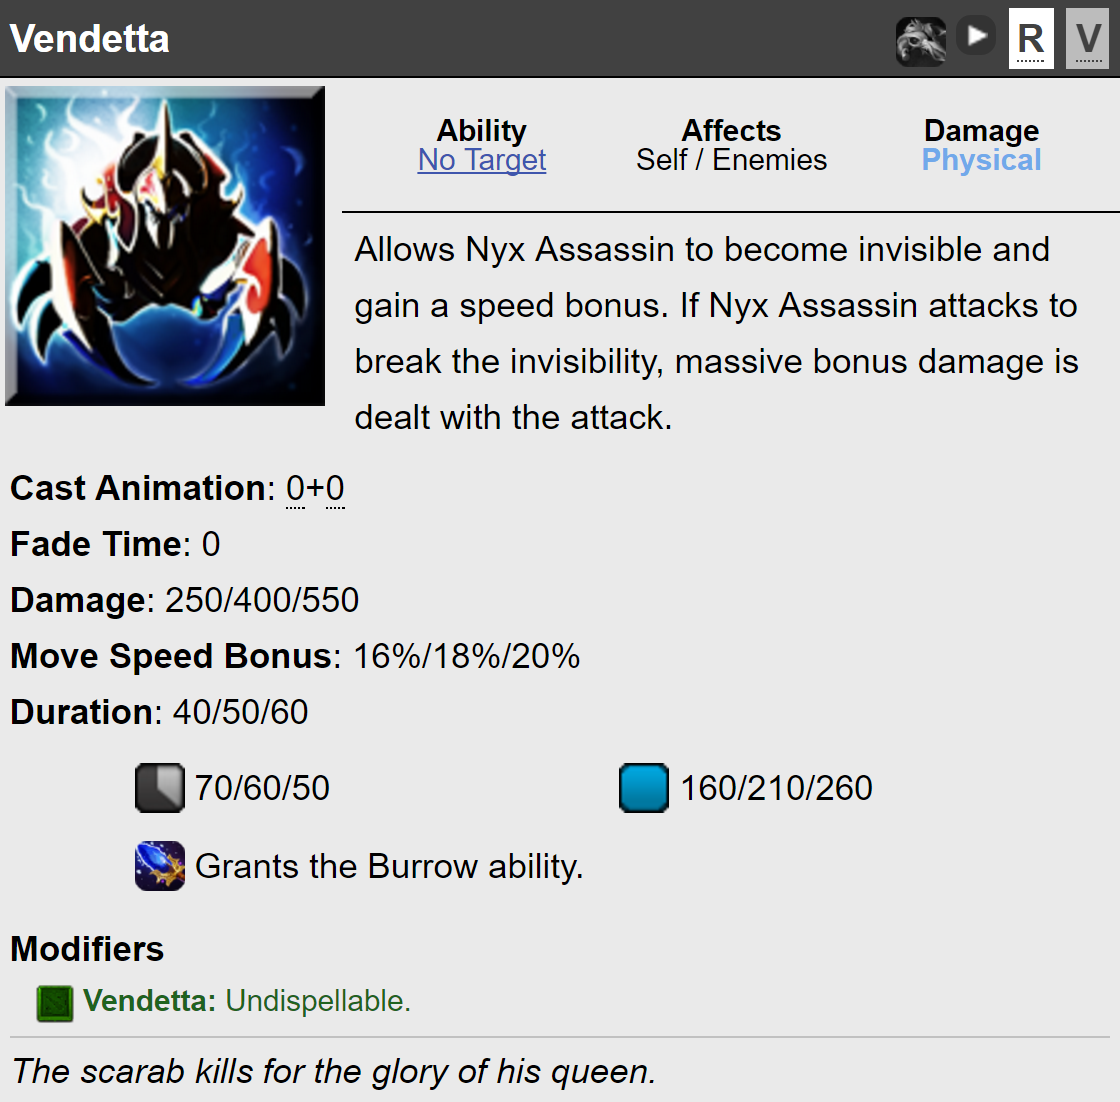 Vendetta R V
Ability Affects Damage
No Target Self / Enemies Physical
Allows Nyx Assassin to become invisible and
gain a speed bonus. If Nyx Assassin attacks to
break the invisibility, massive bonus damage is
dealt with the attack.
Cast Animation: 0+0
Fade Time: 0
Damage: 250/400/550
Move Speed Bonus: 16%/18%/20%
Duration: 40/50/60
70/60/50 160/210/260
Grants the Burrow ability.
Modifiers
Vendetta: Undispellable.
The scarab kills for the glory of his queen.